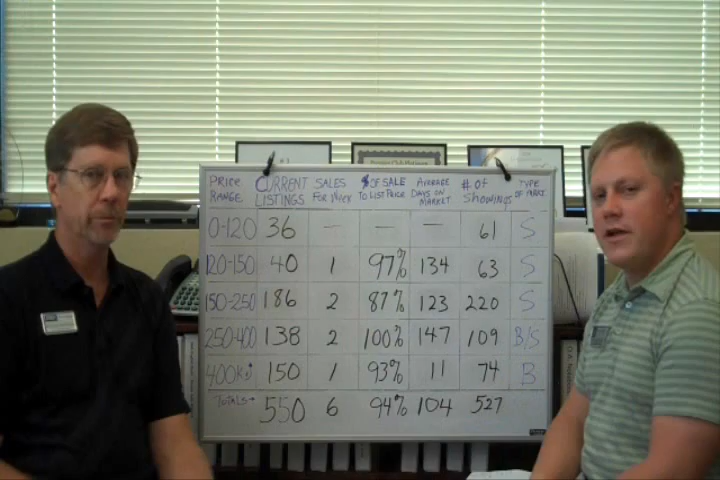 PRICE RANGE CURRENT LISTINGS SALES FOR WEEK % OF SALE TO LIST PRICE AVERAGE DAYS ON MARKET # OF SHOWINGS TYPE OF MRKT
0-120 36 — — — 61 S
120-150 40 1 97% 134 63 S
150-250 186 2 87% 123 220 S
250-400 138 2 100% 147 109 B/S
400K+ 150 1 93% 11 74 B
TOTALS→ 550 6 94% 104 527